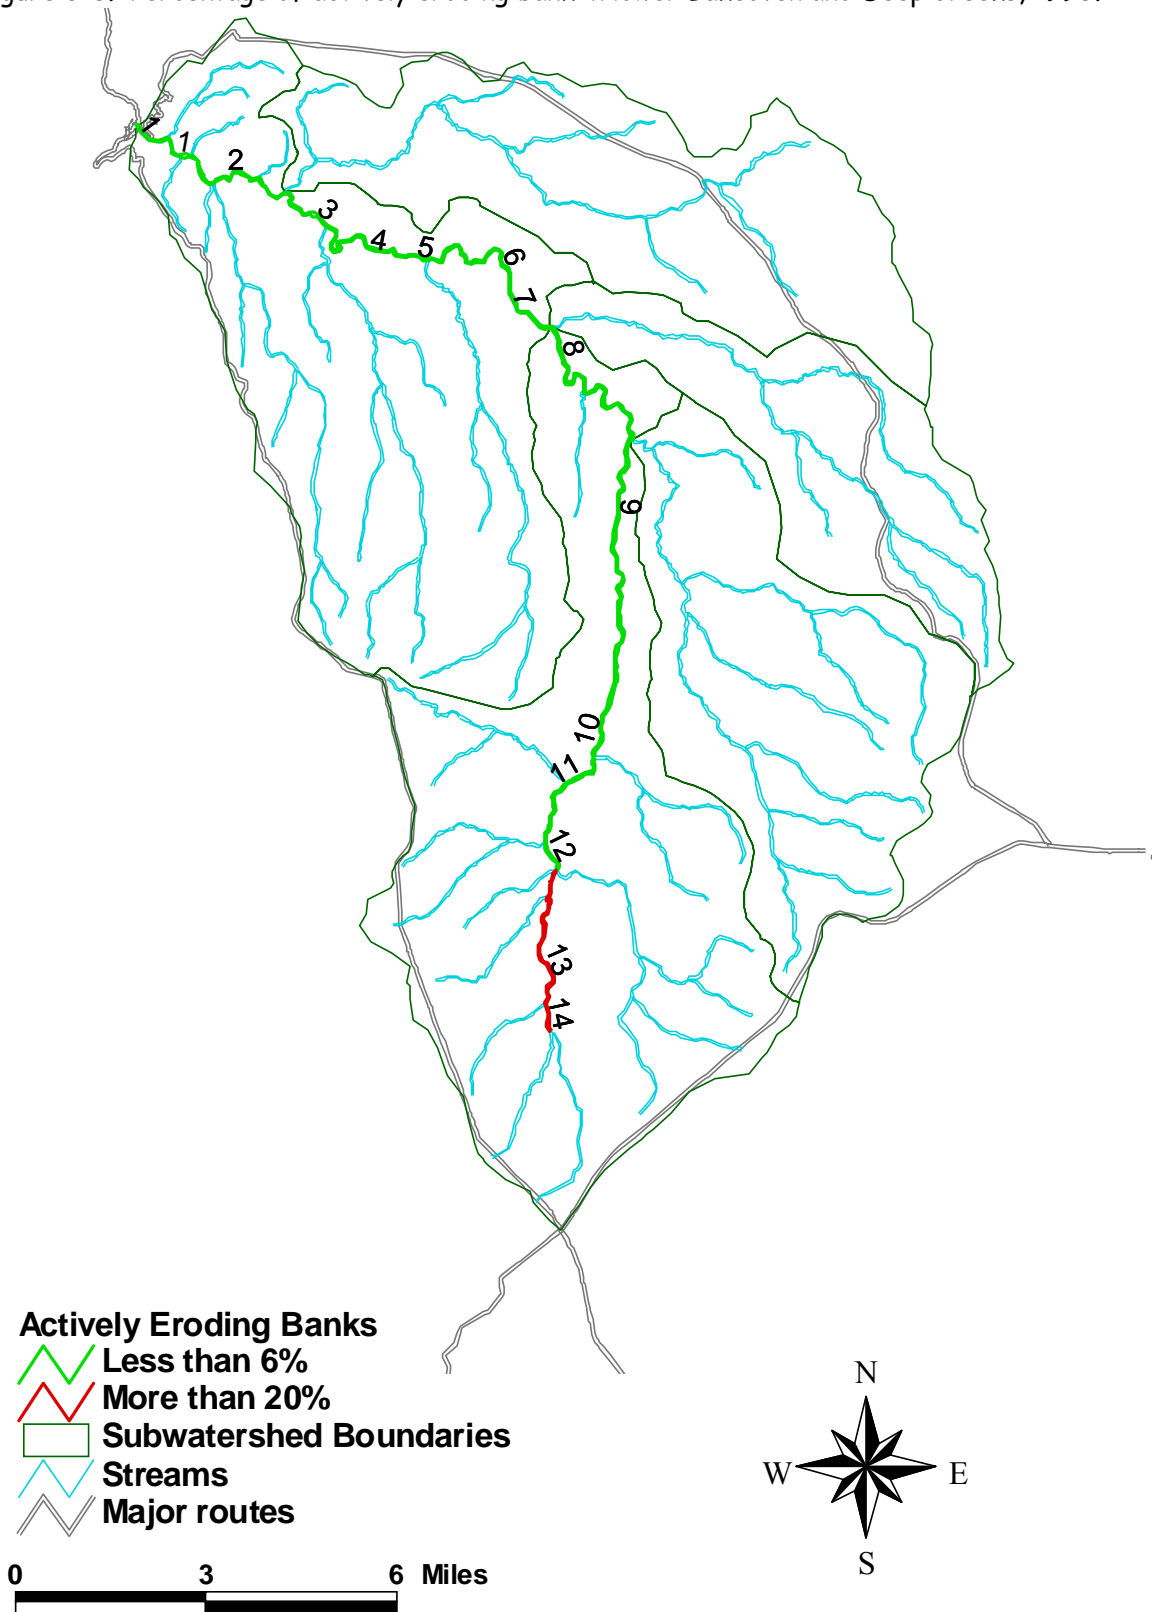 1
1
2
3
4
5
6
7
8
9
10
11
12
13
14
Actively Eroding Banks
Less than 6%
More than 20%
Subwatershed Boundaries
Streams
Major routes
N
W E
S
0 3 6 Miles